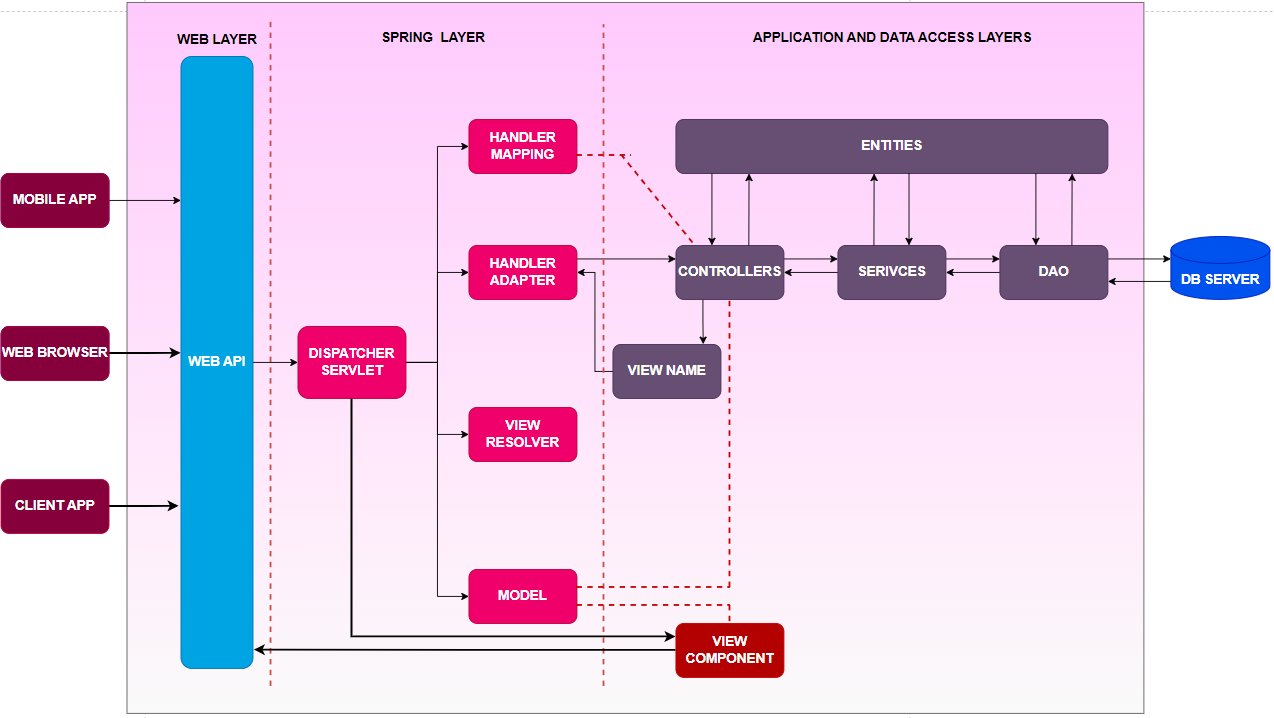 WEB LAYER
SPRING LAYER
APPLICATION AND DATA ACCESS LAYERS
HANDLER
MAPPING
ENTITIES
MOBILE APP
HANDLER
ADAPTER
CONTROLLERS
SERIVCES
DAO
DB SERVER
WEB BROWSER
WEB API
DISPATCHER
SERVLET
VIEW NAME
VIEW
RESOLVER
CLIENT APP
MODEL
VIEW
COMPONENT